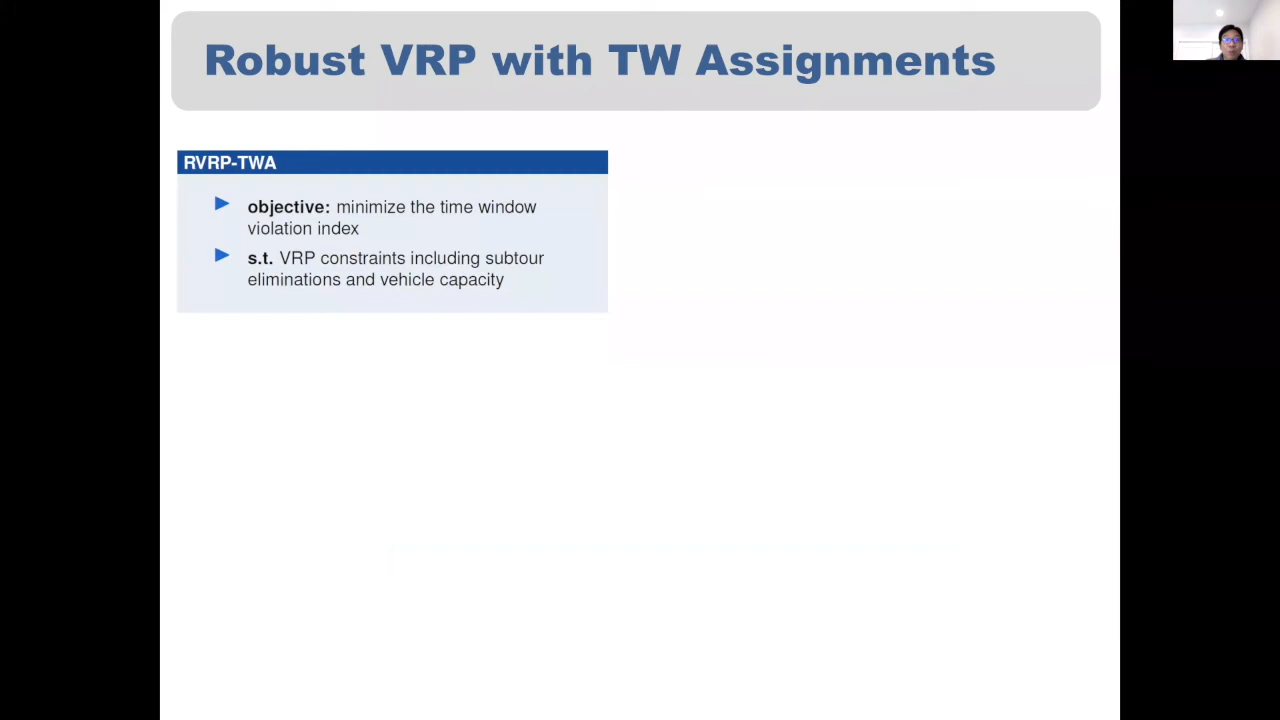 Robust VRP with TW Assignments
RVRP-TWA
objective: minimize the time window
violation index
s.t. VRP constraints including subtour
eliminations and vehicle capacity